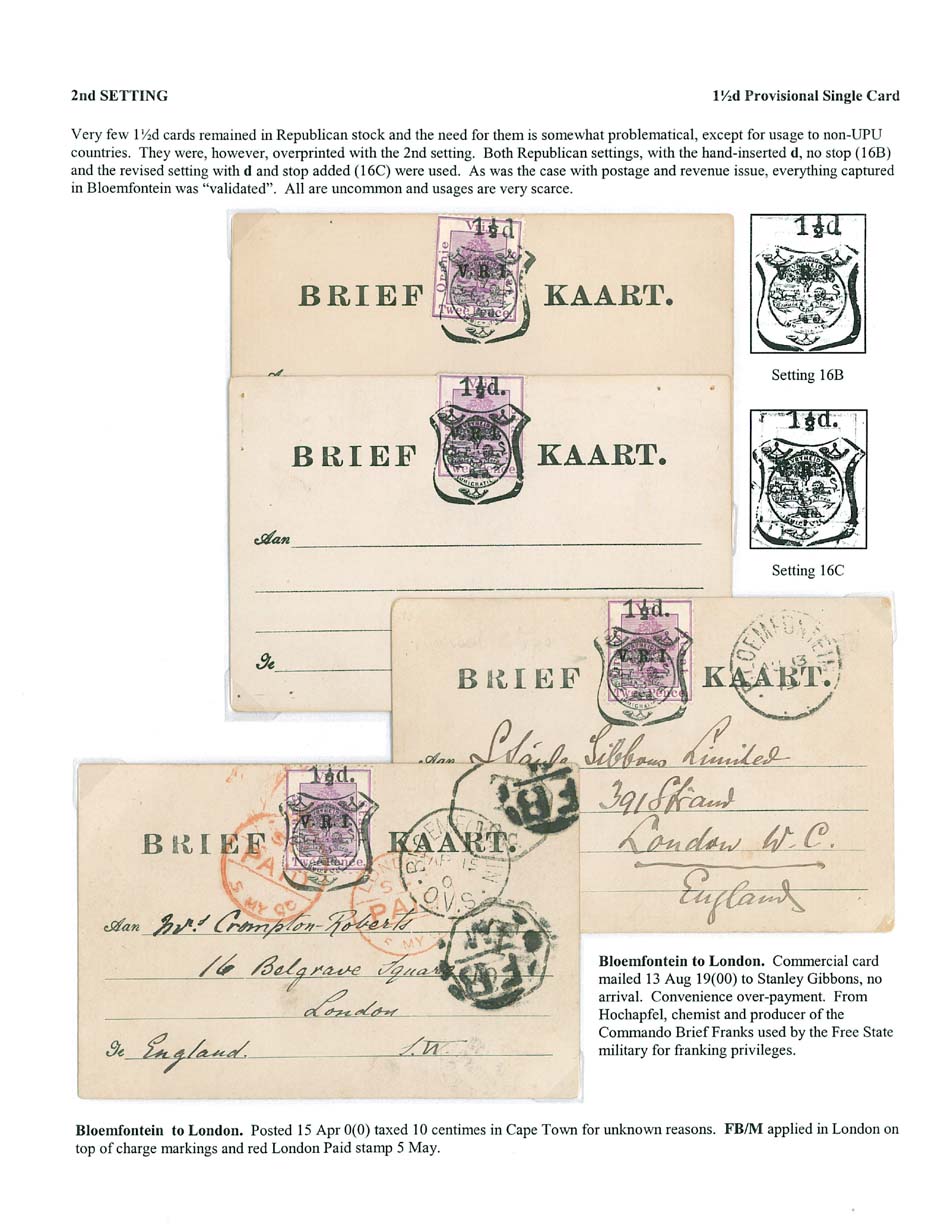 2nd SETTING
1½d Provisional Single Card
Very few 1½d cards remained in Republican stock and the need for them is somewhat problematical, except for usage to non-UPU
countries. They were, however, overprinted with the 2nd setting. Both Republican settings, with the hand-inserted d, no stop (16B)
and the revised setting with d and stop added (16C) were used. As was the case with postage and revenue issue, everything captured
in Bloemfontein was “validated”. All are uncommon and usages are very scarce.
1½d
V.R.I.
Oranje
Twee Pence
BRIEF KAART.
1½d
V.R.I.
Setting 16B
1½d.
V.R.I.
BRIEF KAART.
Aan
Te
1½d.
V.R.I.
Setting 16C
1½d.
V.R.I.
Twee Pence
BRIEF KAART.
BLOEMFONTEIN
13
Aan Gibbons Limited
391 Strand
London W. C.
England
1½d.
V.R.I.
Twee Pence
BRIEF KAART.
PAID
5 MY 00
PAID
5 MY
BLOEMFONTEIN
AP 15
0
O.V.S.
FB
FB
Aan Mrs Crompton-Roberts
16 Belgrave Square
London
Te England. S.W.
Bloemfontein to London. Commercial card
mailed 13 Aug 19(00) to Stanley Gibbons, no
arrival. Convenience over-payment. From
Hochapfel, chemist and producer of the
Commando Brief Franks used by the Free State
military for franking privileges.
Bloemfontein to London. Posted 15 Apr 0(0) taxed 10 centimes in Cape Town for unknown reasons. FB/M applied in London on
top of charge markings and red London Paid stamp 5 May.